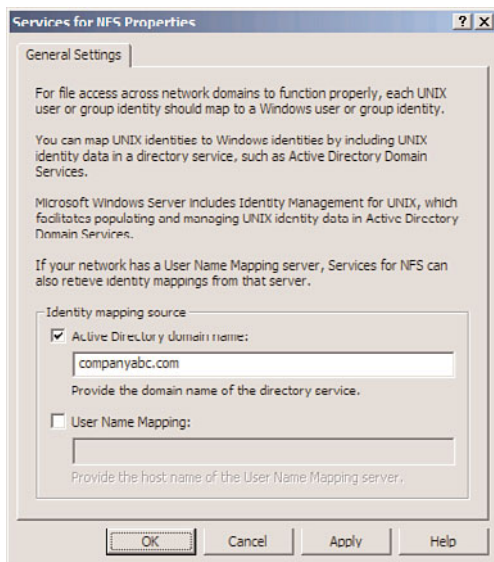 Services for NFS Properties
? X
General Settings
For file access across network domains to function properly, each UNIX
user or group identity should map to a Windows user or group identity.
You can map UNIX identities to Windows identities by including UNIX
identity data in a directory service, such as Active Directory Domain
Services.
Microsoft Windows Server includes Identity Management for UNIX, which
facilitates populating and managing UNIX identity data in Active Directory
Domain Services.
If your network has a User Name Mapping server, Services for NFS can
also retieve identity mappings from that server.
Identity mapping source
Active Directory domain name:
companyabc.com
Provide the domain name of the directory service.
User Name Mapping:
Provide the host name of the User Name Mapping server.
OK Cancel Apply Help